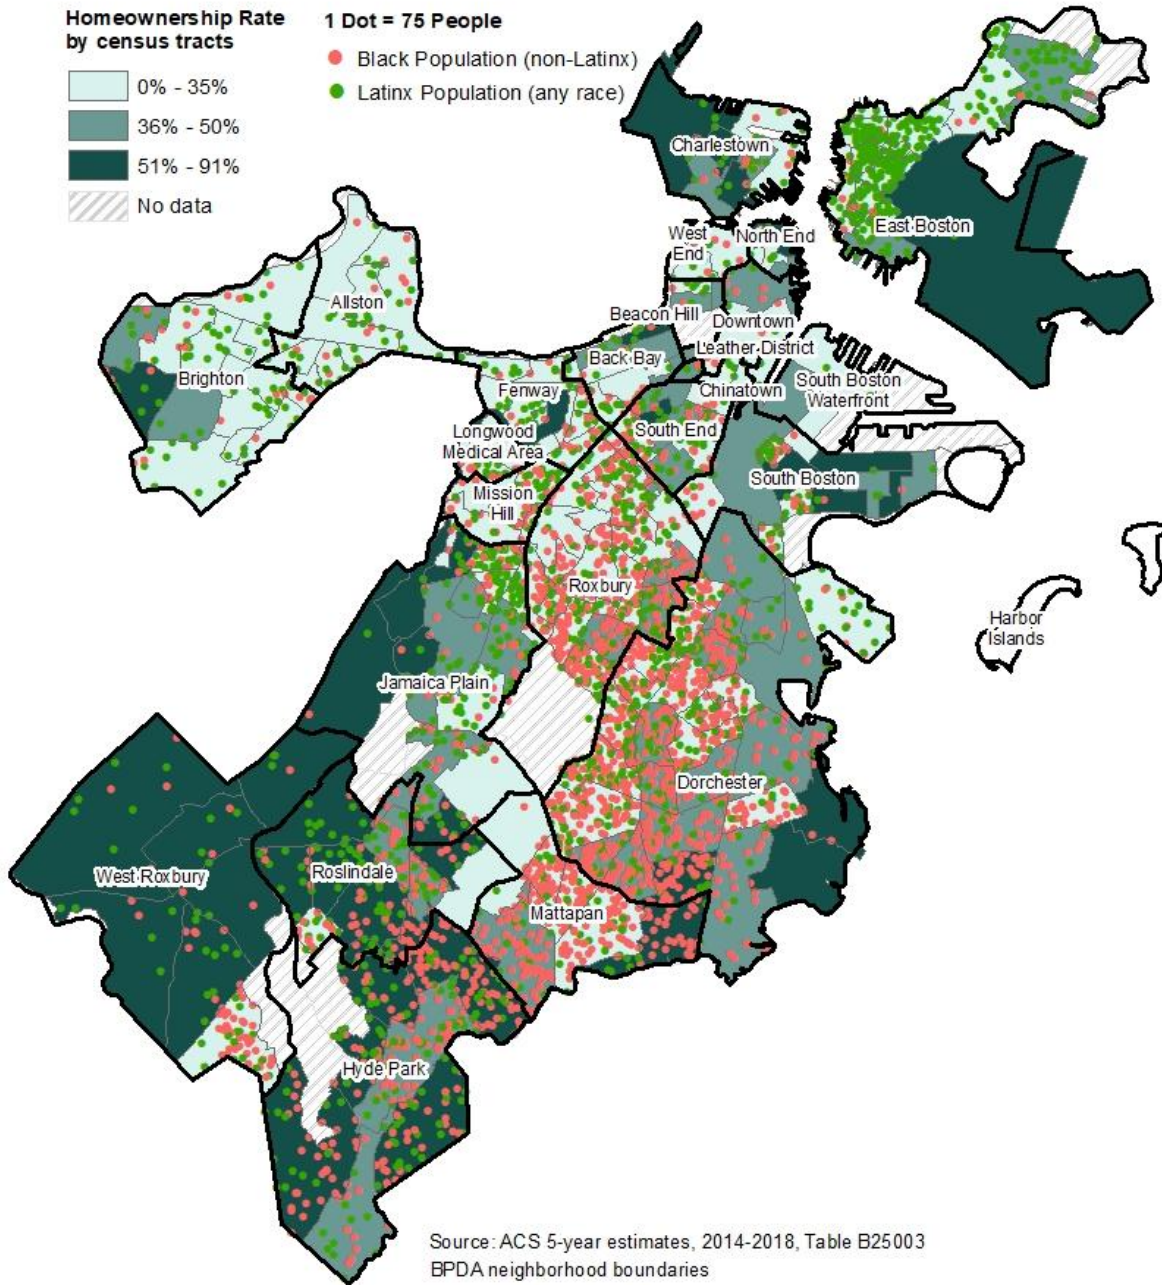 Homeownership Rate
by census tracts
0% - 35%
36% - 50%
51% - 91%
No data
1 Dot = 75 People
Black Population (non-Latinx)
Latinx Population (any race)
Charlestown
East Boston
West
End
North End
Allston
Beacon Hill
Downtown
Back Bay
Leather District
Brighton
Fenway
Chinatown
South Boston
Waterfront
South End
Longwood
Medical Area
South Boston
Mission
Hill
Roxbury
Harbor
Islands
Jamaica Plain
Dorchester
West Roxbury
Roslindale
Mattapan
Hyde Park
Source: ACS 5-year estimates, 2014-2018, Table B25003
BPDA neighborhood boundaries